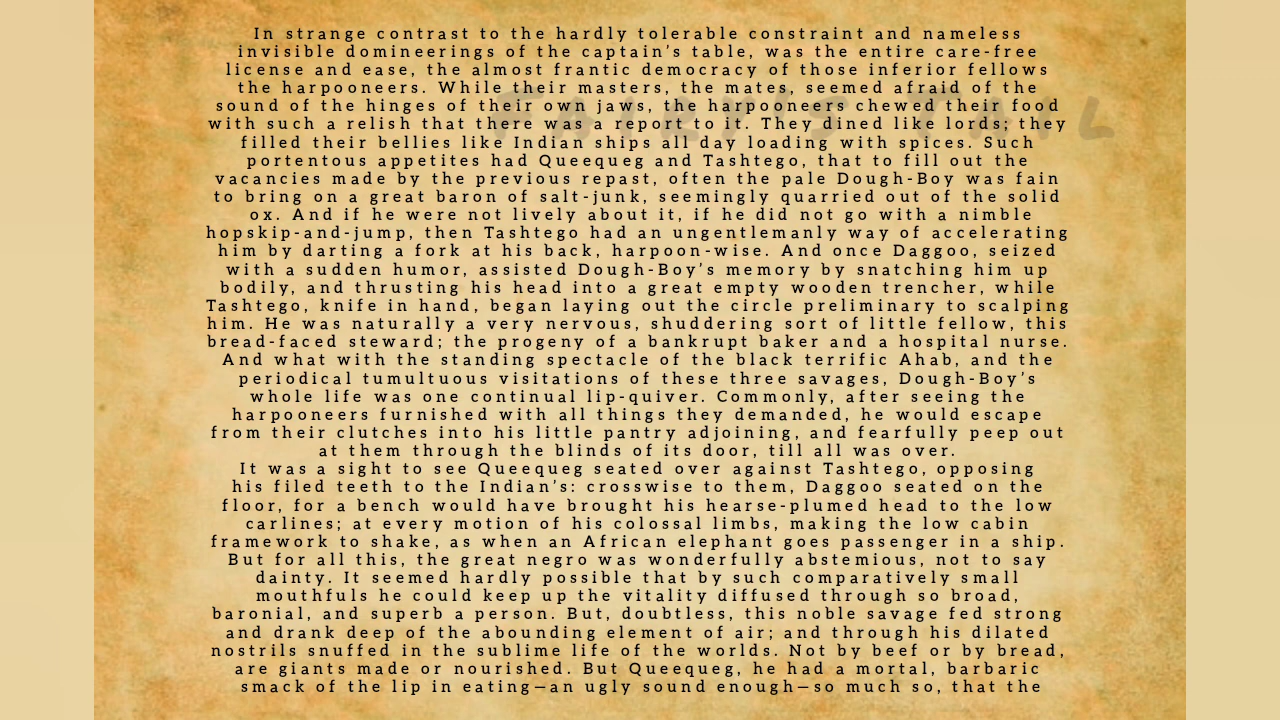 In strange contrast to the hardly tolerable constraint and nameless
invisible domineerings of the captain's table, was the entire care-free
license and ease, the almost frantic democracy of those inferior fellows
the harpooneers. While their masters, the mates, seemed afraid of the
sound of the hinges of their own jaws, the harpooneers chewed their food
with such a relish that there was a report to it. They dined like lords; they
filled their bellies like Indian ships all day loading with spices. Such
portentous appetites had Queequeg and Tashtego, that to fill out the
vacancies made by the previous repast, often the pale Dough-Boy was fain
to bring on a great baron of salt-junk, seemingly quarried out of the solid
ox. And if he were not lively about it, if he did not go with a nimble
hopskip-and-jump, then Tashtego had an ungentlemanly way of accelerating
him by darting a fork at his back, harpoon-wise. And once Daggoo, seized
with a sudden humor, assisted Dough-Boy's memory by snatching him up
bodily, and thrusting his head into a great empty wooden trencher, while
Tashtego, knife in hand, began laying out the circle preliminary to scalping
him. He was naturally a very nervous, shuddering sort of little fellow, this
bread-faced steward; the progeny of a bankrupt baker and a hospital nurse.
And what with the standing spectacle of the black terrific Ahab, and the
periodical tumultuous visitations of these three savages, Dough-Boy's
whole life was one continual lip-quiver. Commonly, after seeing the
harpooneers furnished with all things they demanded, he would escape
from their clutches into his little pantry adjoining, and fearfully peep out
at them through the blinds of its door, till all was over.
It was a sight to see Queequeg seated over against Tashtego, opposing
his filed teeth to the Indian's: crosswise to them, Daggoo seated on the
floor, for a bench would have brought his hearse-plumed head to the low
carlines; at every motion of his colossal limbs, making the low cabin
framework to shake, as when an African elephant goes passenger in a ship.
But for all this, the great negro was wonderfully abstemious, not to say
dainty. It seemed hardly possible that by such comparatively small
mouthfuls he could keep up the vitality diffused through so broad,
baronial, and superb a person. But, doubtless, this noble savage fed strong
and drank deep of the abounding element of air; and through his dilated
nostrils snuffed in the sublime life of the worlds. Not by beef or by bread,
are giants made or nourished. But Queequeg, he had a mortal, barbaric
smack of the lip in eating—an ugly sound enough—so much so, that the